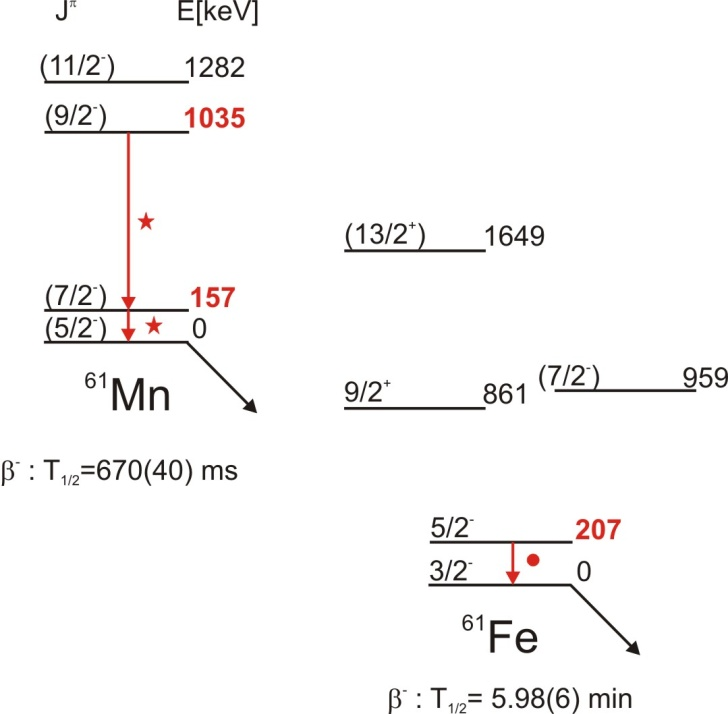 J^π E[keV]
(11/2⁻) 1282
(9/2⁻) 1035
(13/2⁺) 1649
(7/2⁻) 157
(5/2⁻) 0
⁶¹Mn
9/2⁺ 861
(7/2⁻) 959
β⁻ : T₁/₂=670(40) ms
5/2⁻ 207
3/2⁻ 0
⁶¹Fe
β⁻ : T₁/₂= 5.98(6) min